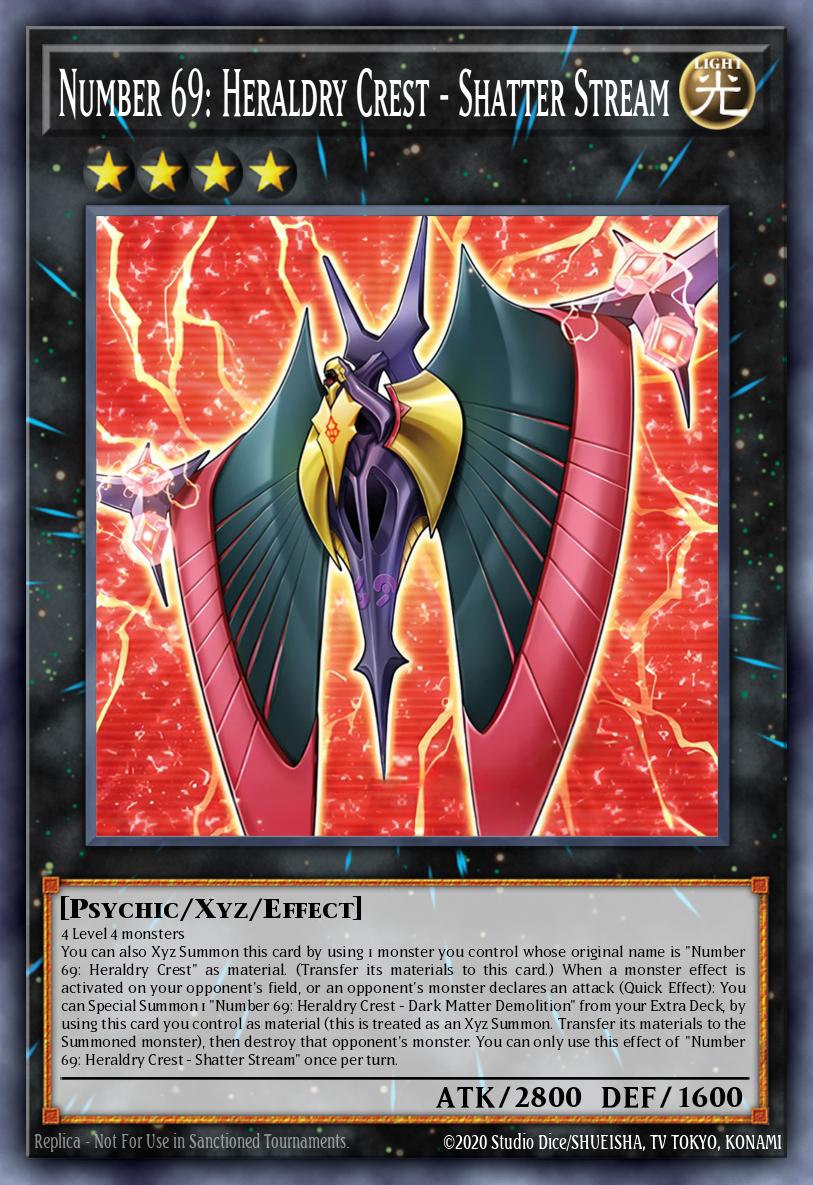 Number 69: Heraldry Crest - Shatter Stream
LIGHT
光
69
[Psychic/Xyz/Effect]
4 Level 4 monsters
You can also Xyz Summon this card by using 1 monster you control whose original name is "Number
69: Heraldry Crest" as material. (Transfer its materials to this card.) When a monster effect is
activated on your opponent's field, or an opponent's monster declares an attack (Quick Effect): You
can Special Summon 1 "Number 69: Heraldry Crest - Dark Matter Demolition" from your Extra Deck, by
using this card you control as material (this is treated as an Xyz Summon. Transfer its materials to the
Summoned monster), then destroy that opponent's monster. You can only use this effect of "Number
69: Heraldry Crest - Shatter Stream" once per turn.
ATK/2800 DEF/1600
Replica - Not For Use in Sanctioned Tournaments.
©2020 Studio Dice/SHUEISHA, TV TOKYO, KONAMI